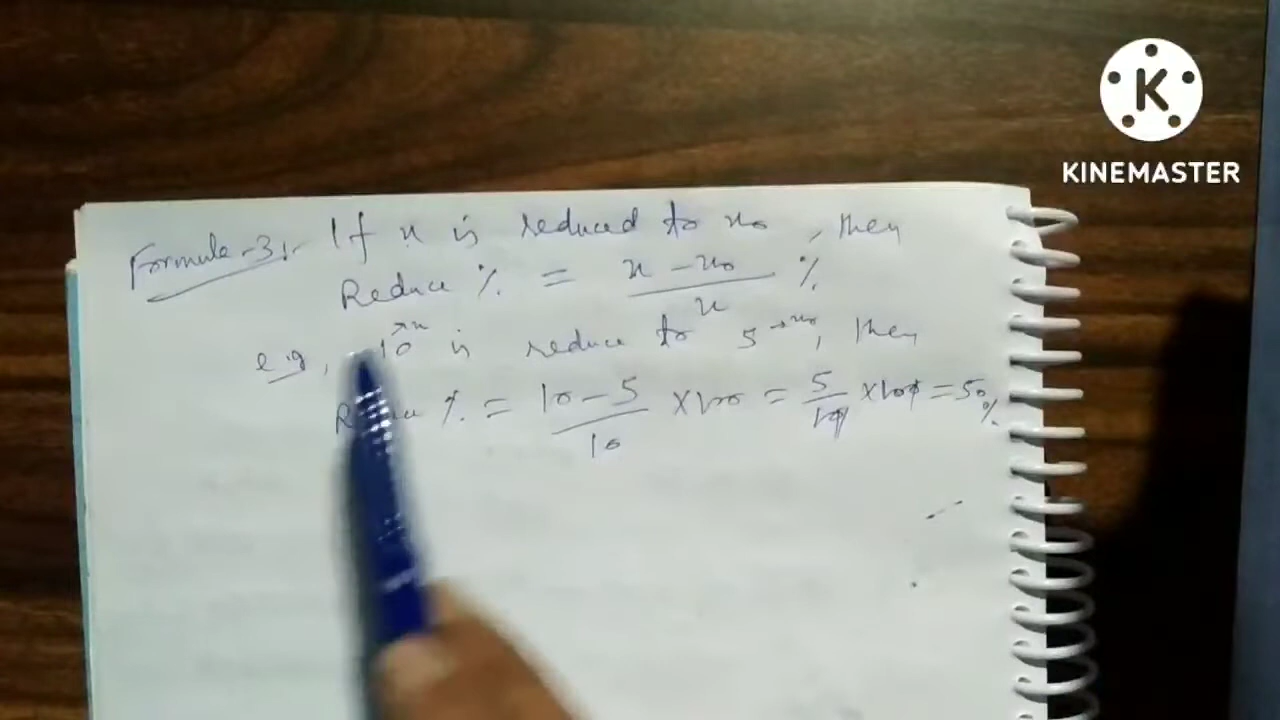 KINEMASTER
Formula-3:- If x is reduced to x₀, then
Reduce % = x - x₀ / x %
e.g., 10→x is reduce to 5→x₀, then
% = 10-5 / 10 × 100 = 5/10 × 100 = 50%